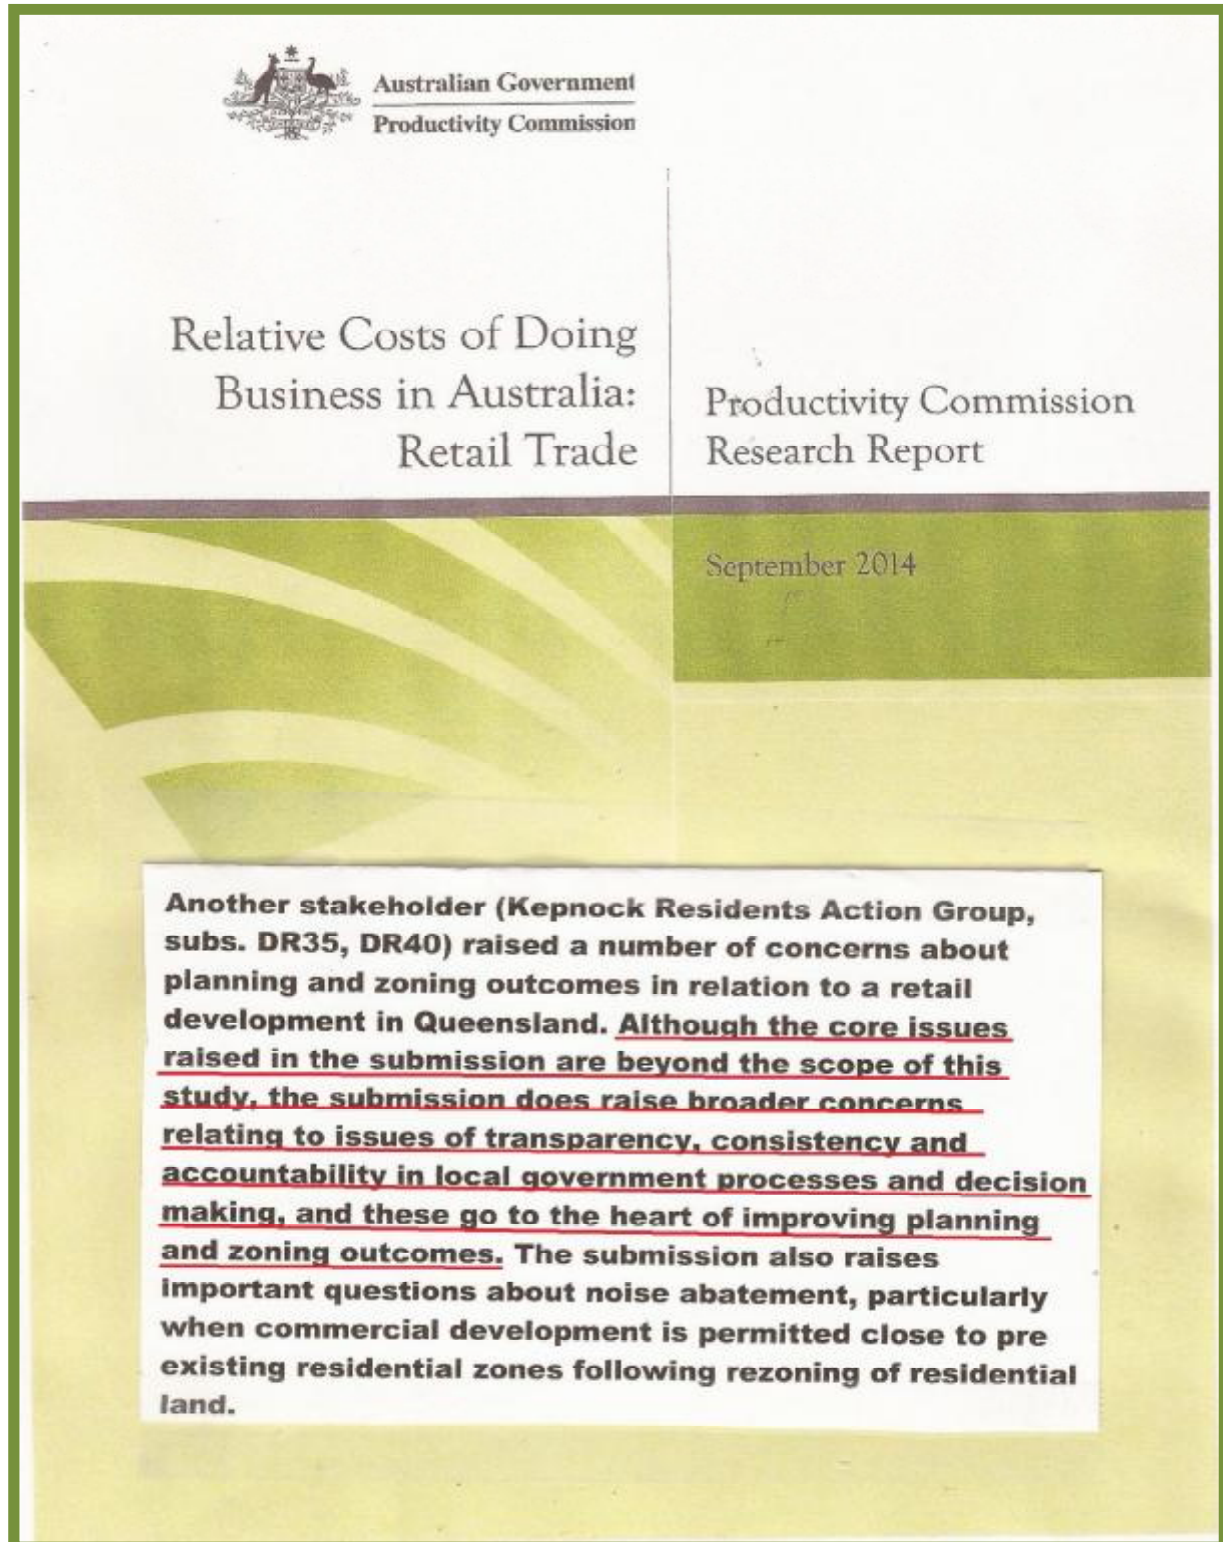 Australian Government
Productivity Commission
Relative Costs of Doing
Business in Australia:
Retail Trade
Productivity Commission
Research Report
September 2014
Another stakeholder (Kepnock Residents Action Group,
subs. DR35, DR40) raised a number of concerns about
planning and zoning outcomes in relation to a retail
development in Queensland. Although the core issues
raised in the submission are beyond the scope of this
study, the submission does raise broader concerns
relating to issues of transparency, consistency and
accountability in local government processes and decision
making, and these go to the heart of improving planning
and zoning outcomes. The submission also raises
important questions about noise abatement, particularly
when commercial development is permitted close to pre
existing residential zones following rezoning of residential
land.